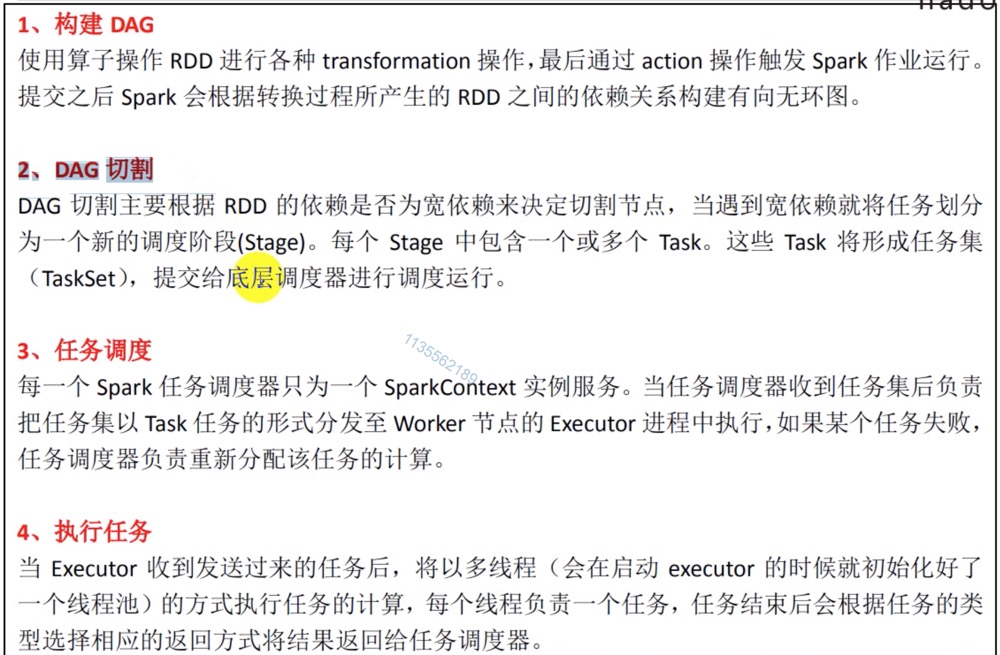 1、构建 DAG
使用算子操作 RDD 进行各种 transformation 操作，最后通过 action 操作触发 Spark 作业运行。
提交之后 Spark 会根据转换过程所产生的 RDD 之间的依赖关系构建有向无环图。
2、DAG 切割
DAG 切割主要根据 RDD 的依赖是否为宽依赖来决定切割节点，当遇到宽依赖就将任务划分
为一个新的调度阶段(Stage)。每个 Stage 中包含一个或多个 Task。这些 Task 将形成任务集
（TaskSet），提交给底层调度器进行调度运行。
1135562189
3、任务调度
每一个 Spark 任务调度器只为一个 SparkContext 实例服务。当任务调度器收到任务集后负责
把任务集以 Task 任务的形式分发至 Worker 节点的 Executor 进程中执行，如果某个任务失败，
任务调度器负责重新分配该任务的计算。
4、执行任务
当 Executor 收到发送过来的任务后，将以多线程（会在启动 executor 的时候就初始化好了
一个线程池）的方式执行任务的计算，每个线程负责一个任务，任务结束后会根据任务的类
型选择相应的返回方式将结果返回给任务调度器。